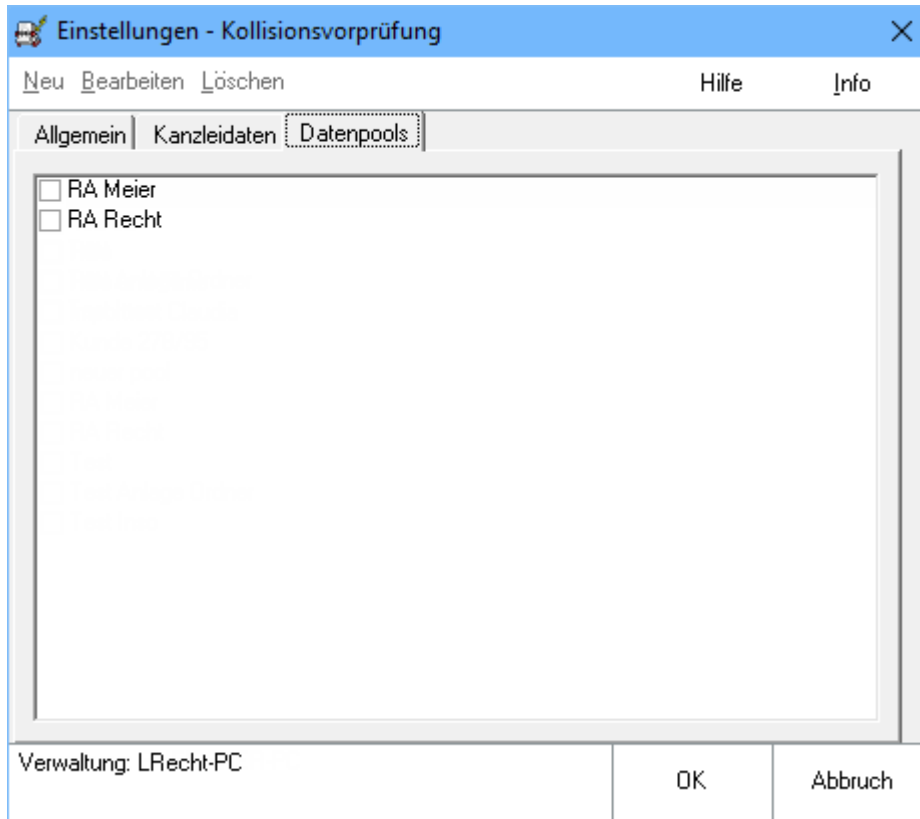 Einstellungen - Kollisionsvorprüfung
Neu Bearbeiten Löschen Hilfe Info
Allgemein Kanzleidaten Datenpools
RA Meier
RA Recht
Verwaltung: LRecht-PC
OK Abbruch